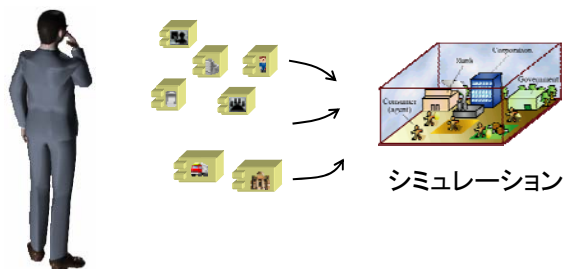 Corporation
Bank
Government
Consumer
(agent)
シミュレーション